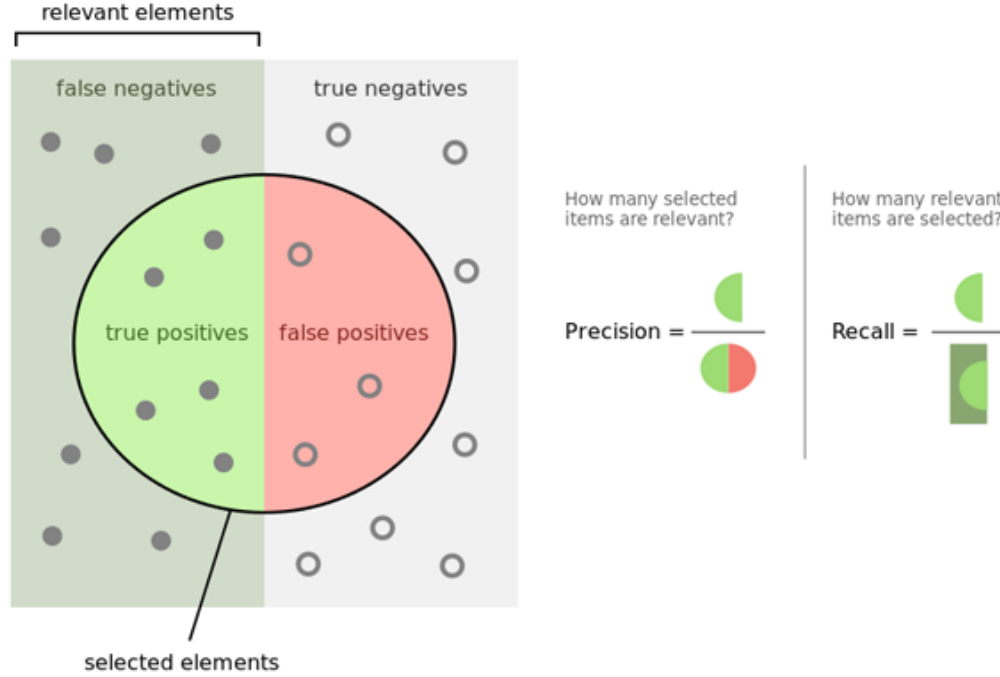 relevant elements
false negatives
true negatives
true positives
false positives
selected elements
How many selected
items are relevant?
Precision =
How many relevant
items are selected?
Recall =